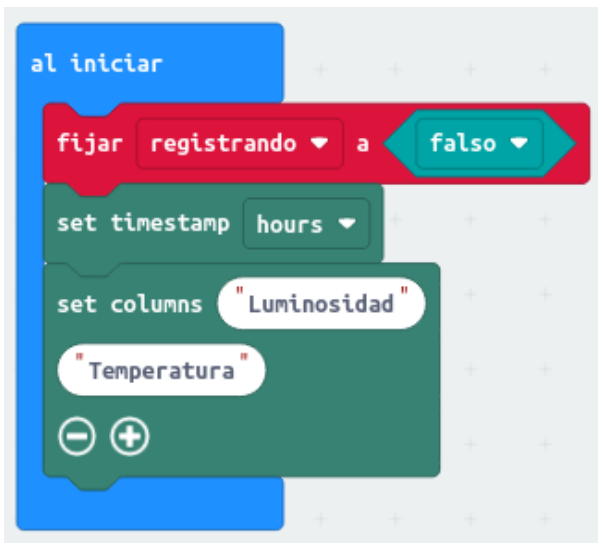 al iniciar
fijar registrando a falso
set timestamp hours
set columns "Luminosidad"
"Temperatura"